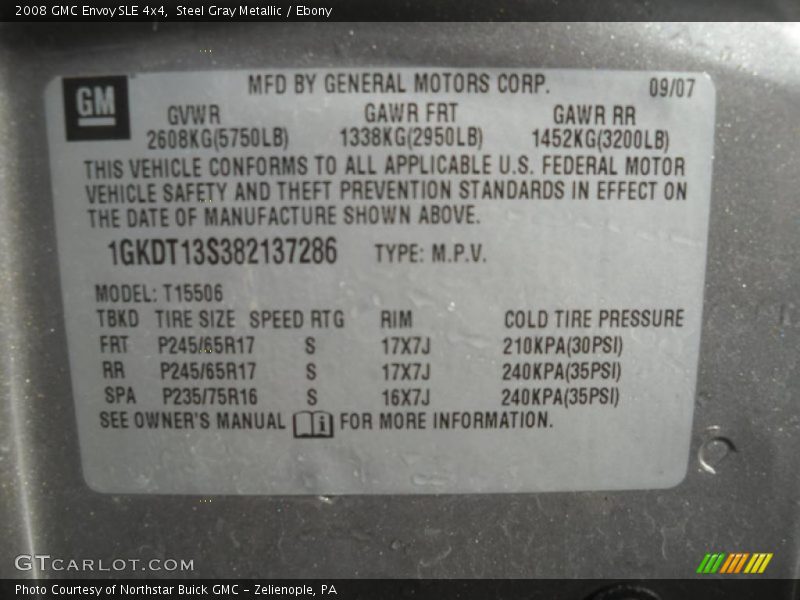 2008 GMC Envoy SLE 4x4, Steel Gray Metallic / Ebony
GM
MFD BY GENERAL MOTORS CORP. 09/07
GVWR GAWR FRT GAWR RR
2608KG(5750LB) 1338KG(2950LB) 1452KG(3200LB)
THIS VEHICLE CONFORMS TO ALL APPLICABLE U.S. FEDERAL MOTOR
VEHICLE SAFETY AND THEFT PREVENTION STANDARDS IN EFFECT ON
THE DATE OF MANUFACTURE SHOWN ABOVE.
1GKDT13S382137286 TYPE: M.P.V.
MODEL: T15506
TBKD TIRE SIZE SPEED RTG RIM COLD TIRE PRESSURE
FRT P245/65R17 S 17X7J 210KPA(30PSI)
RR P245/65R17 S 17X7J 240KPA(35PSI)
SPA P235/75R16 S 16X7J 240KPA(35PSI)
SEE OWNER'S MANUAL i FOR MORE INFORMATION.
GTCARLOT.COM
Photo Courtesy of Northstar Buick GMC - Zelienople, PA